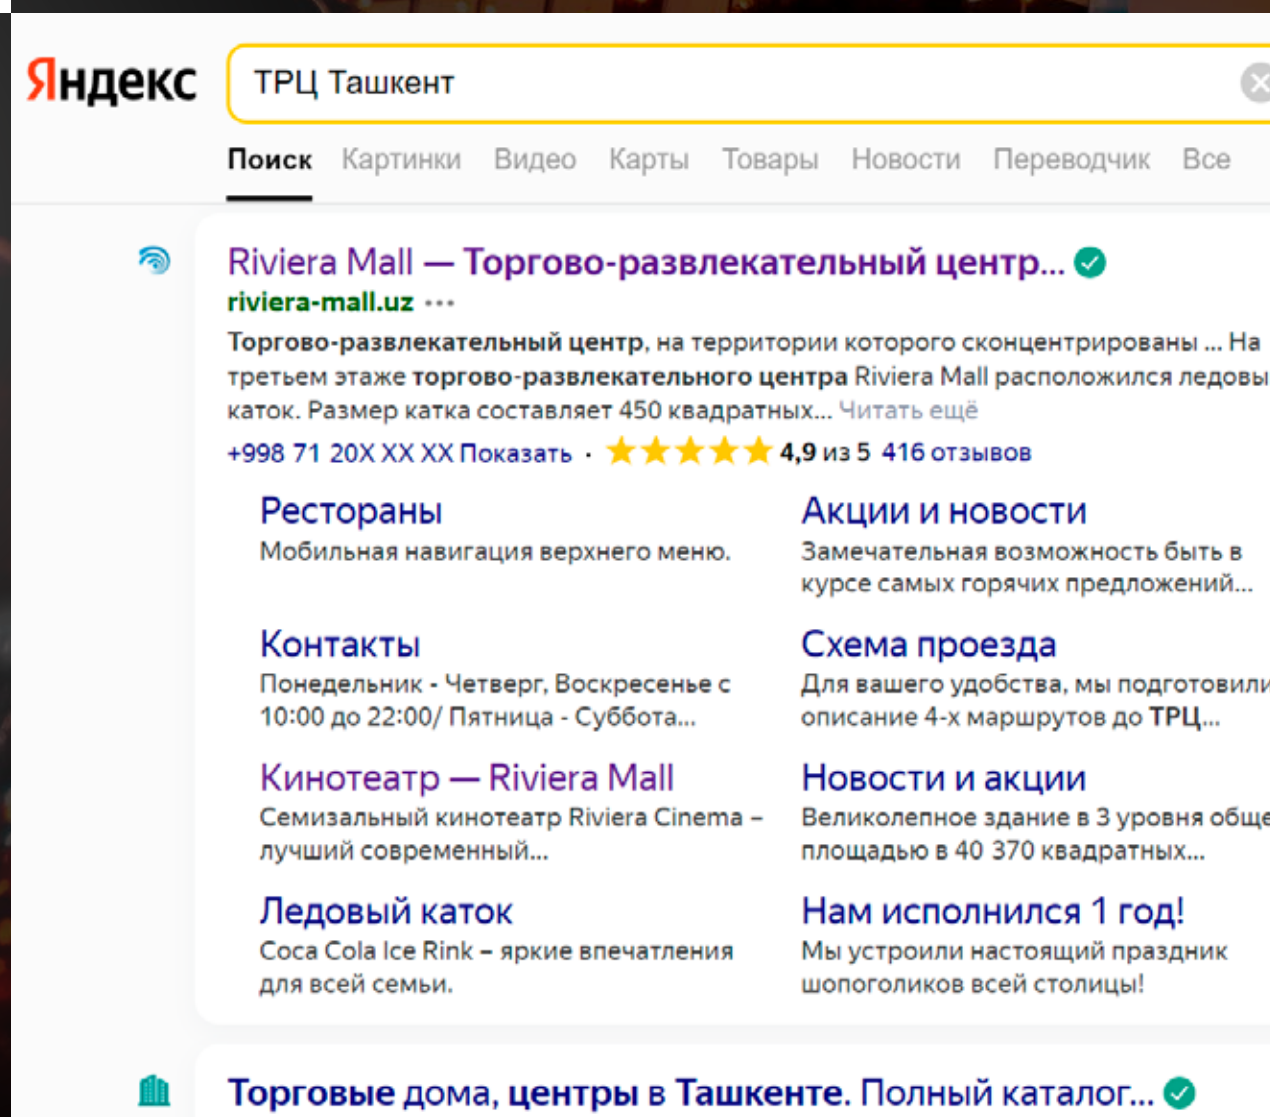 Яндекс
ТРЦ Ташкент
Поиск Картинки Видео Карты Товары Новости Переводчик Все
Riviera Mall — Торгово-развлекательный центр...
riviera-mall.uz ...
Торгово-развлекательный центр, на территории которого сконцентрированы ... На
третьем этаже торгово-развлекательного центра Riviera Mall расположился ледовы
каток. Размер катка составляет 450 квадратных... Читать ещё
+998 71 20X XX XX Показать · 4,9 из 5 416 отзывов
Рестораны
Мобильная навигация верхнего меню.
Акции и новости
Замечательная возможность быть в
курсе самых горячих предложений...
Контакты
Понедельник - Четверг, Воскресенье с
10:00 до 22:00/ Пятница - Суббота...
Схема проезда
Для вашего удобства, мы подготовили
описание 4-х маршрутов до ТРЦ...
Кинотеатр — Riviera Mall
Семизальный кинотеатр Riviera Cinema –
лучший современный...
Новости и акции
Великолепное здание в 3 уровня обще
площадью в 40 370 квадратных...
Ледовый каток
Coca Cola Ice Rink – яркие впечатления
для всей семьи.
Нам исполнился 1 год!
Мы устроили настоящий праздник
шопоголиков всей столицы!
Торговые дома, центры в Ташкенте. Полный каталог...